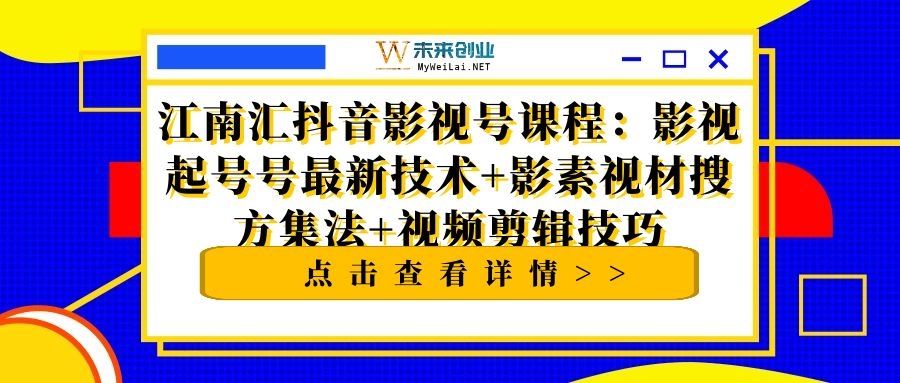 未来创业
MyWeiLai.NET
江南汇抖音影视号课程：影视
起号号最新技术+影素视材搜
方集法+视频剪辑技巧
点击查看详情>>